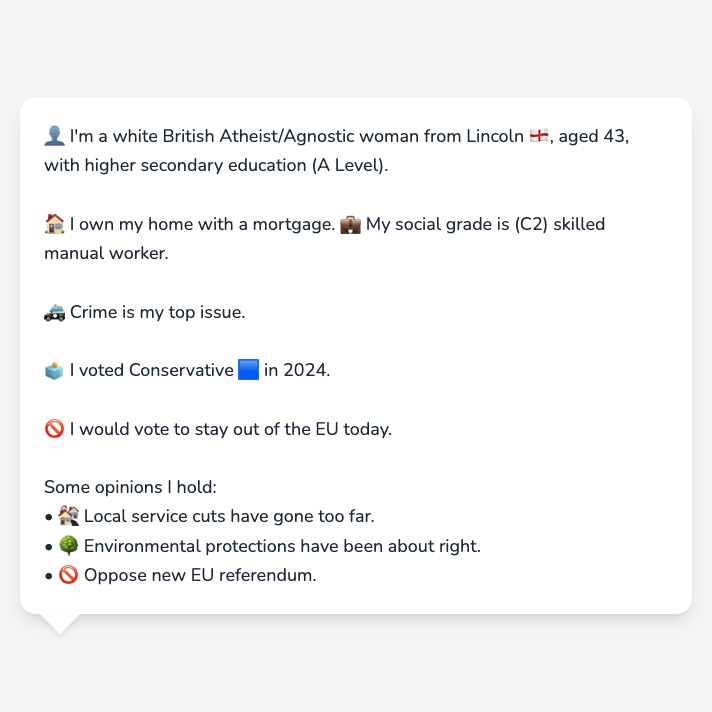 👤 I'm a white British Atheist/Agnostic woman from Lincoln 🏴󠁧󠁢󠁥󠁮󠁧󠁿, aged 43,
with higher secondary education (A Level).
🏠 I own my home with a mortgage. 💼 My social grade is (C2) skilled
manual worker.
🚓 Crime is my top issue.
🗳️ I voted Conservative 🟦 in 2024.
🚫 I would vote to stay out of the EU today.
Some opinions I hold:
• 🏚️ Local service cuts have gone too far.
• 🌳 Environmental protections have been about right.
• 🚫 Oppose new EU referendum.